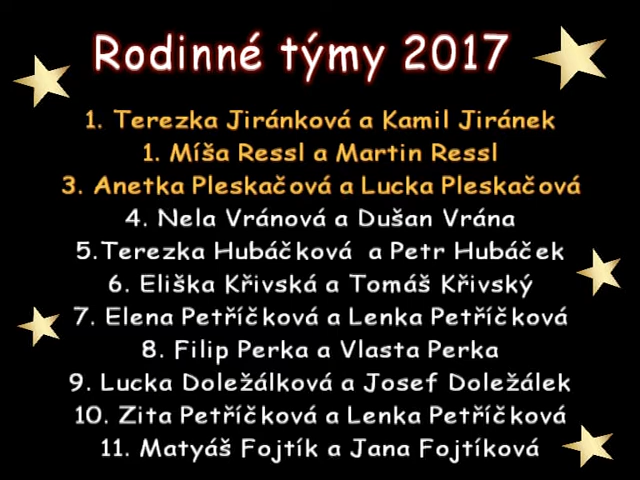 Rodinné týmy 2017
1. Terezka Jiránková a Kamil Jiránek
1. Míša Ressl a Martin Ressl
3. Anetka Pleskačová a Lucka Pleskačová
4. Nela Vránová a Dušan Vrána
5.Terezka Hubáčková a Petr Hubáček
6. Eliška Křivská a Tomáš Křivský
7. Elena Petříčková a Lenka Petříčková
8. Filip Perka a Vlasta Perka
9. Lucka Doležálková a Josef Doležálek
10. Zita Petříčková a Lenka Petříčková
11. Matyáš Fojtík a Jana Fojtíková